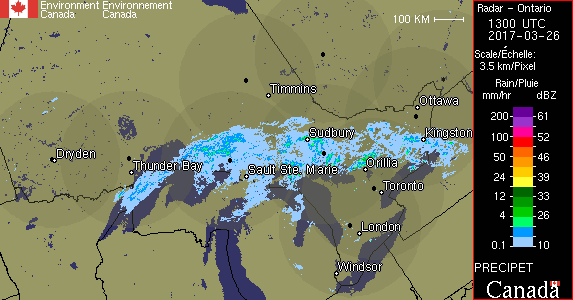 Environment Environnement
Canada Canada
Radar - Ontario
1300 UTC
2017-03-26
100 KM
Scale/Échelle:
3.5 km/Pixel
Rain/Pluie
mm/hr dBZ
200 61
100 52
50 46
24 39
12 33
4 26
0.1 10
Timmins
Ottawa
Sudbury
Kingston
Dryden
Thunder Bay
Sault Ste. Marie
Orillia
Toronto
London
Windsor
PRECIPET
Canada